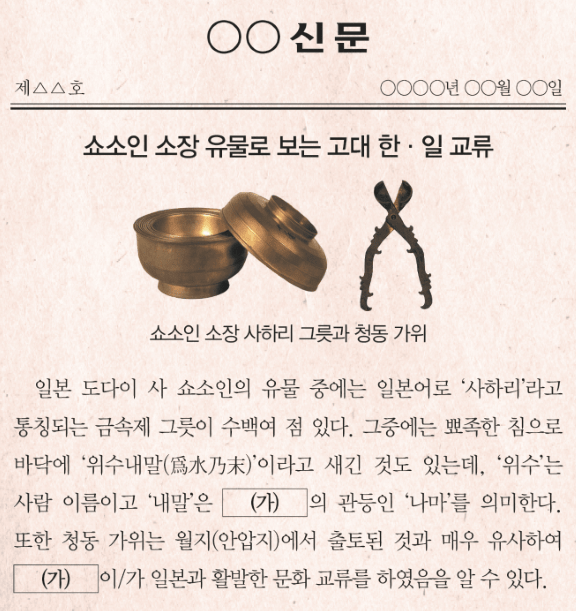 ○○ 신문
제△△호 ○○○○년 ○○월 ○○일
쇼소인 소장 유물로 보는 고대 한·일 교류
쇼소인 소장 사하리 그릇과 청동 가위
일본 도다이 사 쇼소인의 유물 중에는 일본어로 ‘사하리’라고
통칭되는 금속제 그릇이 수백여 점 있다. 그중에는 뾰족한 침으로
바닥에 ‘위수내말(爲水乃末)’이라고 새긴 것도 있는데, ‘위수’는
사람 이름이고 ‘내말’은 (가) 의 관등인 ‘나마’를 의미한다.
또한 청동 가위는 월지(안압지)에서 출토된 것과 매우 유사하여
(가) 이/가 일본과 활발한 문화 교류를 하였음을 알 수 있다.